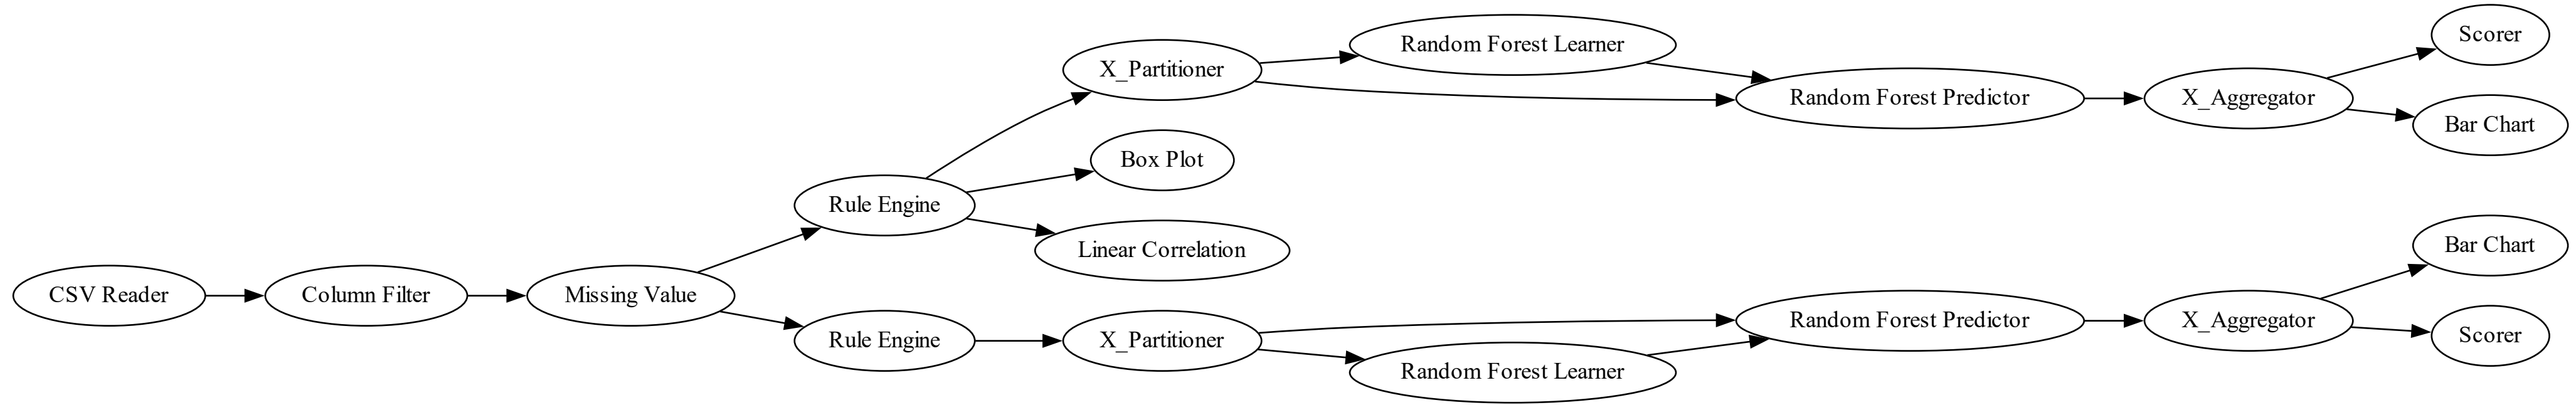 CSV Reader
Column Filter
Missing Value
Rule Engine
X_Partitioner
Random Forest Learner
Random Forest Predictor
X_Aggregator
Scorer
Bar Chart
Box Plot
Linear Correlation
Rule Engine
X_Partitioner
Random Forest Learner
Random Forest Predictor
X_Aggregator
Bar Chart
Scorer